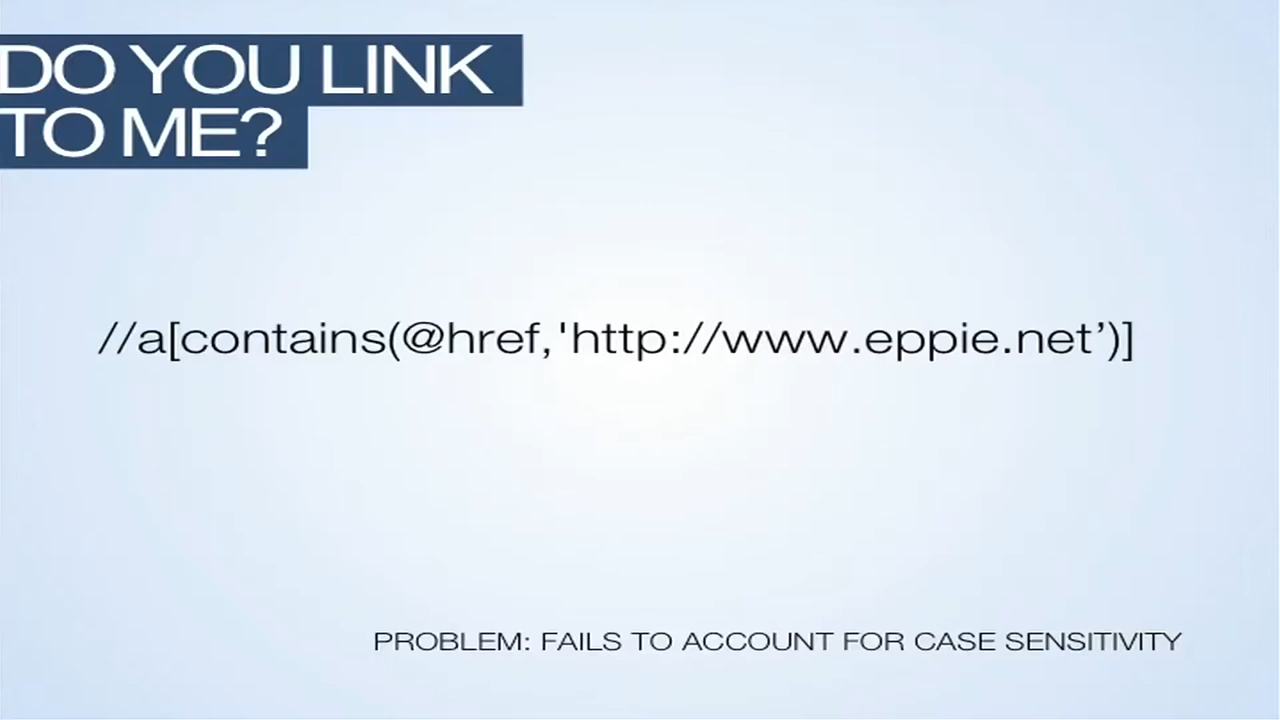 DO YOU LINK
TO ME?
//a[contains(@href,'http://www.eppie.net’)]
PROBLEM: FAILS TO ACCOUNT FOR CASE SENSITIVITY